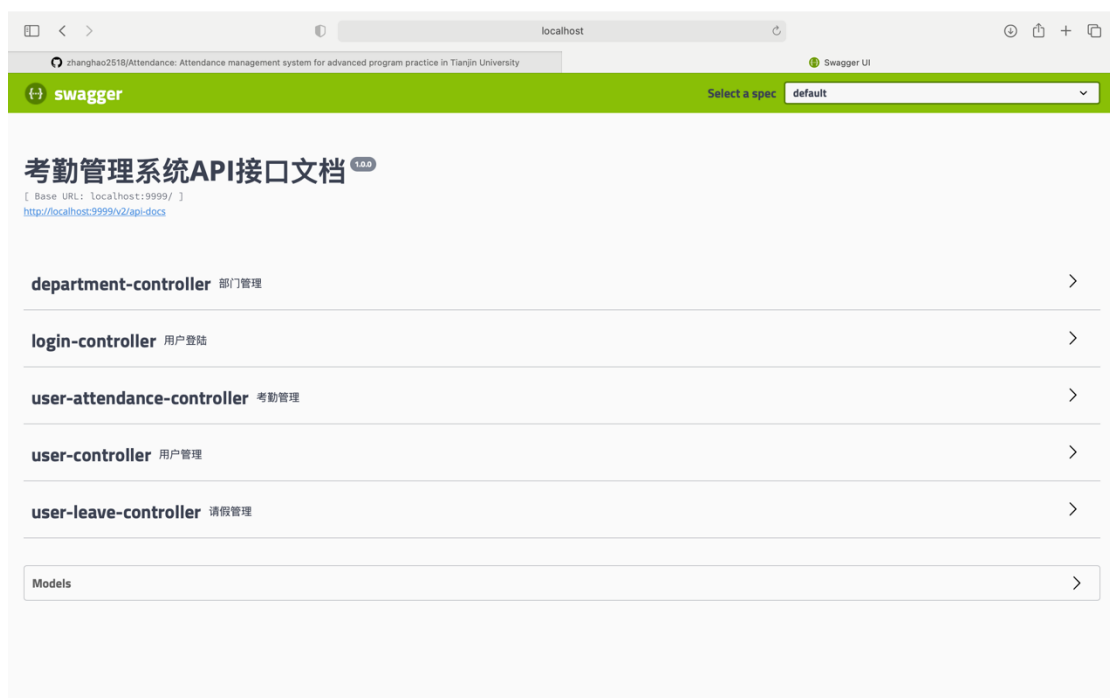 localhost
zhanghao2518/Attendance: Attendance management system for advanced program practice in Tianjin University
Swagger UI
swagger
Select a spec default
考勤管理系统API接口文档 1.0.0
[ Base URL: localhost:9999/ ]
http://localhost:9999/v2/api-docs
department-controller 部门管理
login-controller 用户登陆
user-attendance-controller 考勤管理
user-controller 用户管理
user-leave-controller 请假管理
Models